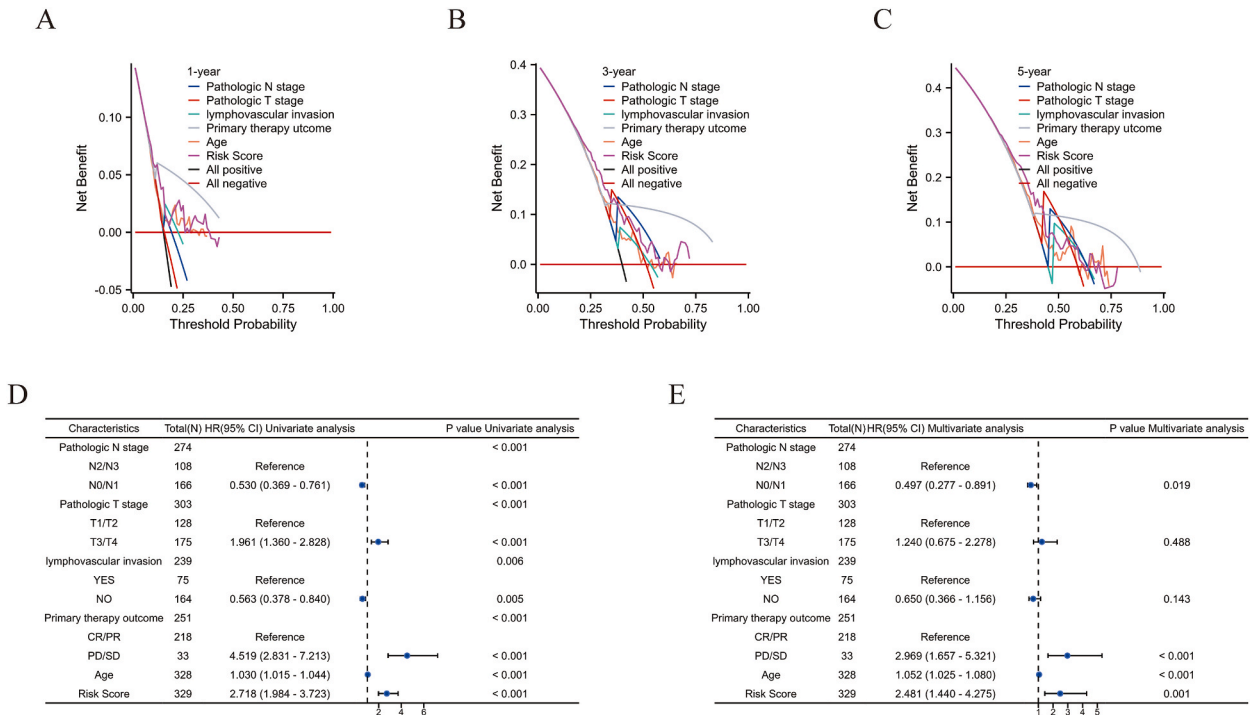 A
B
C
1-year
Pathologic N stage
Pathologic T stage
lymphovascular invasion
Primary therapy utcome
Age
Risk Score
All positive
All negative
Net Benefit
0.10
0.05
0.00
-0.05
0.00 0.25 0.50 0.75 1.00
Threshold Probability
3-year
Pathologic N stage
Pathologic T stage
lymphovascular invasion
Primary therapy utcome
Age
Risk Score
All positive
All negative
Net Benefit
0.4
0.3
0.2
0.1
0.0
0.00 0.25 0.50 0.75 1.00
Threshold Probability
5-year
Pathologic N stage
Pathologic T stage
lymphovascular invasion
Primary therapy utcome
Age
Risk Score
All positive
All negative
Net Benefit
0.4
0.3
0.2
0.1
0.0
0.00 0.25 0.50 0.75 1.00
Threshold Probability
D
Characteristics Total(N) HR(95% CI) Univariate analysis P value Univariate analysis
Pathologic N stage 274 < 0.001
N2/N3 108 Reference
N0/N1 166 0.530 (0.369 - 0.761) < 0.001
Pathologic T stage 303 < 0.001
T1/T2 128 Reference
T3/T4 175 1.961 (1.360 - 2.828) < 0.001
lymphovascular invasion 239 0.006
YES 75 Reference
NO 164 0.563 (0.378 - 0.840) 0.005
Primary therapy outcome 251 < 0.001
CR/PR 218 Reference
PD/SD 33 4.519 (2.831 - 7.213) < 0.001
Age 328 1.030 (1.015 - 1.044) < 0.001
Risk Score 329 2.718 (1.984 - 3.723) < 0.001
2 4 6
E
Characteristics Total(N) HR(95% CI) Multivariate analysis P value Multivariate analysis
Pathologic N stage 274
N2/N3 108 Reference
N0/N1 166 0.497 (0.277 - 0.891) 0.019
Pathologic T stage 303
T1/T2 128 Reference
T3/T4 175 1.240 (0.675 - 2.278) 0.488
lymphovascular invasion 239
YES 75 Reference
NO 164 0.650 (0.366 - 1.156) 0.143
Primary therapy outcome 251
CR/PR 218 Reference
PD/SD 33 2.969 (1.657 - 5.321) < 0.001
Age 328 1.052 (1.025 - 1.080) < 0.001
Risk Score 329 2.481 (1.440 - 4.275) 0.001
1 2 3 4 5